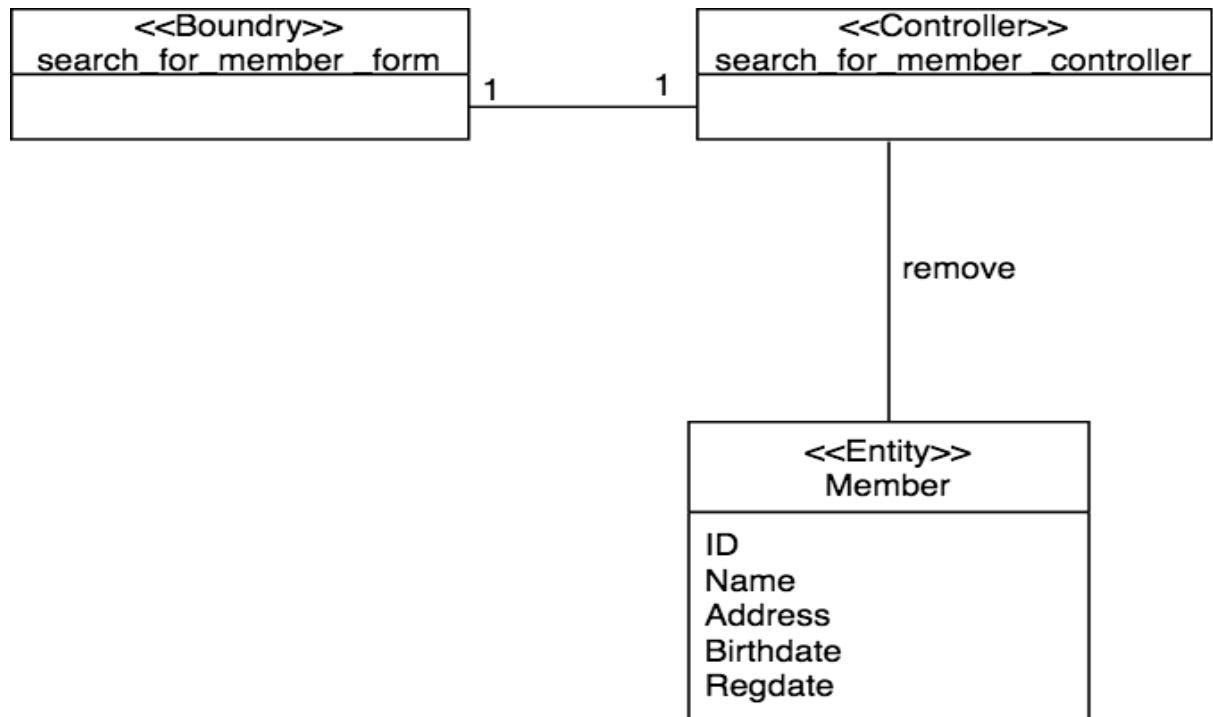 <<Boundry>>
search_for_member _form
<<Controller>>
search_for_member _controller
1
1
remove
<<Entity>>
Member
ID
Name
Address
Birthdate
Regdate